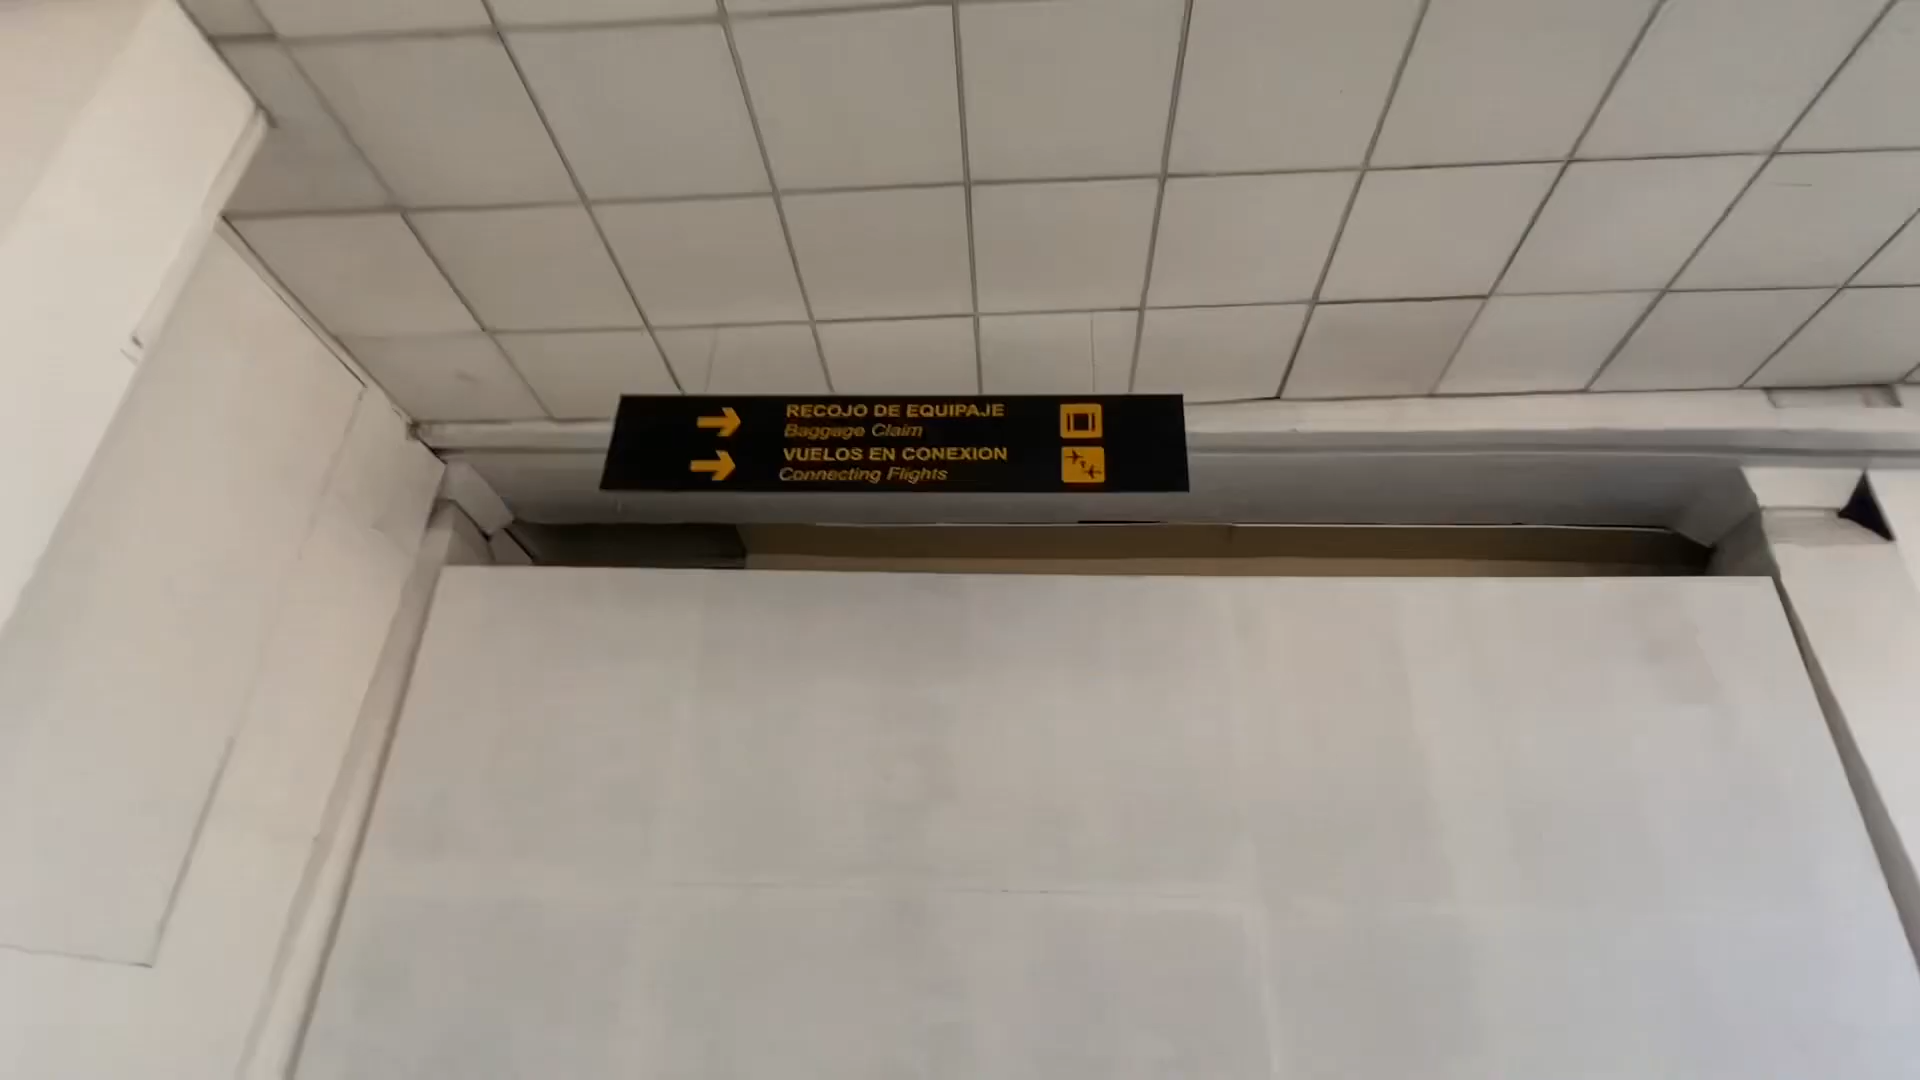 RECOJO DE EQUIPAJE
Baggage Claim
VUELOS EN CONEXION
Connecting Flights